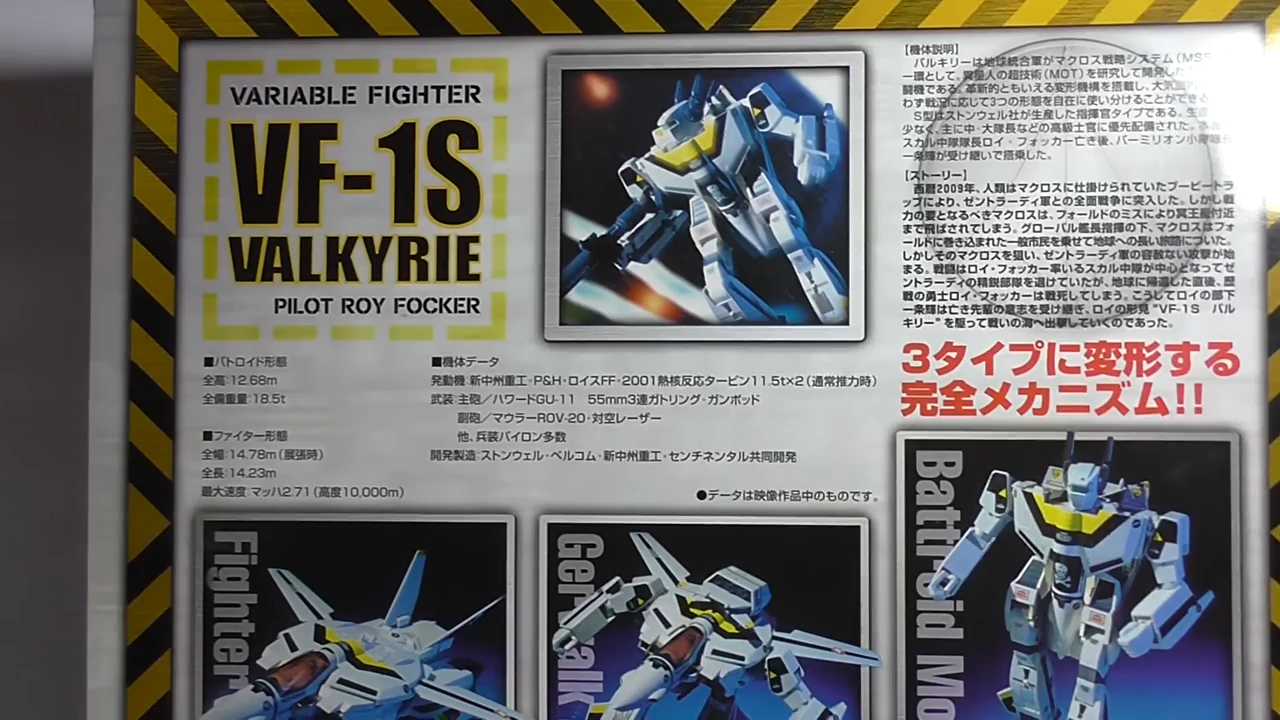 VARIABLE FIGHTER
VF-1S
VALKYRIE
PILOT ROY FOCKER
【機体説明】
バルキリーは地球統合軍がマクロス戦略システム(MSS
一環として、異星人の超技術(MOT)を研究して開発した
闘機である。革新的ともいえる変形機構を搭載し、大気圏
わず戦況に応じて3つの形態を自在に使い分けることができる
S型はストンウェル社が生産した指揮官タイプである。生産
少なく、主に中・大隊長などの高級士官に優先配備された。
スカル中隊隊長ロイ・フォッカー亡き後、バーミリオン小隊
一条輝が受け継いで搭乗した。
【ストーリー】
西暦2009年、人類はマクロスに仕掛けられていたブービートラ
ップにより、ゼントラーディ軍との全面戦争に突入した。しかし戦
力の要となるべきマクロスは、フォールドのミスにより冥王星付近
まで飛ばされてしまう。グローバル艦長指揮の下、マクロスはフォ
ールドに巻き込まれた一般市民を乗せて地球への長い旅路についた。
しかしそのマクロスを狙い、ゼントラーディ軍の容赦ない攻撃が始
まる。戦闘はロイ・フォッカー率いるスカル中隊が中心となってゼ
ントラーディの精鋭部隊を退けていたが、地球に帰還した直後、歴
戦の勇士ロイ・フォッカーは戦死してしまう。こうしてロイの部下
一条輝は亡き先輩の意志を受け継ぎ、ロイの形見“VF-1S バル
キリー”を駆って戦いの渦へ出撃していくのであった。
■バトロイド形態
全高:12.68m
全備重量:18.5t
■ファイター形態
全幅:14.78m(展張時)
全長:14.23m
最大速度:マッハ2.71(高度10,000m)
■機体データ
発動機:新中州重工・P&H・ロイスFF・2001熱核反応タービン11.5t×2(通常推力時)
武装:主砲/ハワードGU-11 55mm3連ガトリング・ガンポッド
副砲/マウラーROV-20・対空レーザー
他、兵装パイロン多数
開発製造:ストンウェル・ベルコム・新中州重工・センチネンタル共同開発
●データは映像作品中のものです。
3タイプに変形する
完全メカニズム!!
Fighter
Gerwalk
Battroid Mo